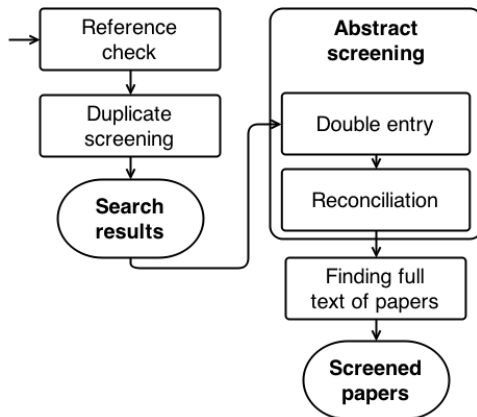 Reference
check
Duplicate
screening
Search
results
Abstract
screening
Double entry
Reconciliation
Finding full
text of papers
Screened
papers